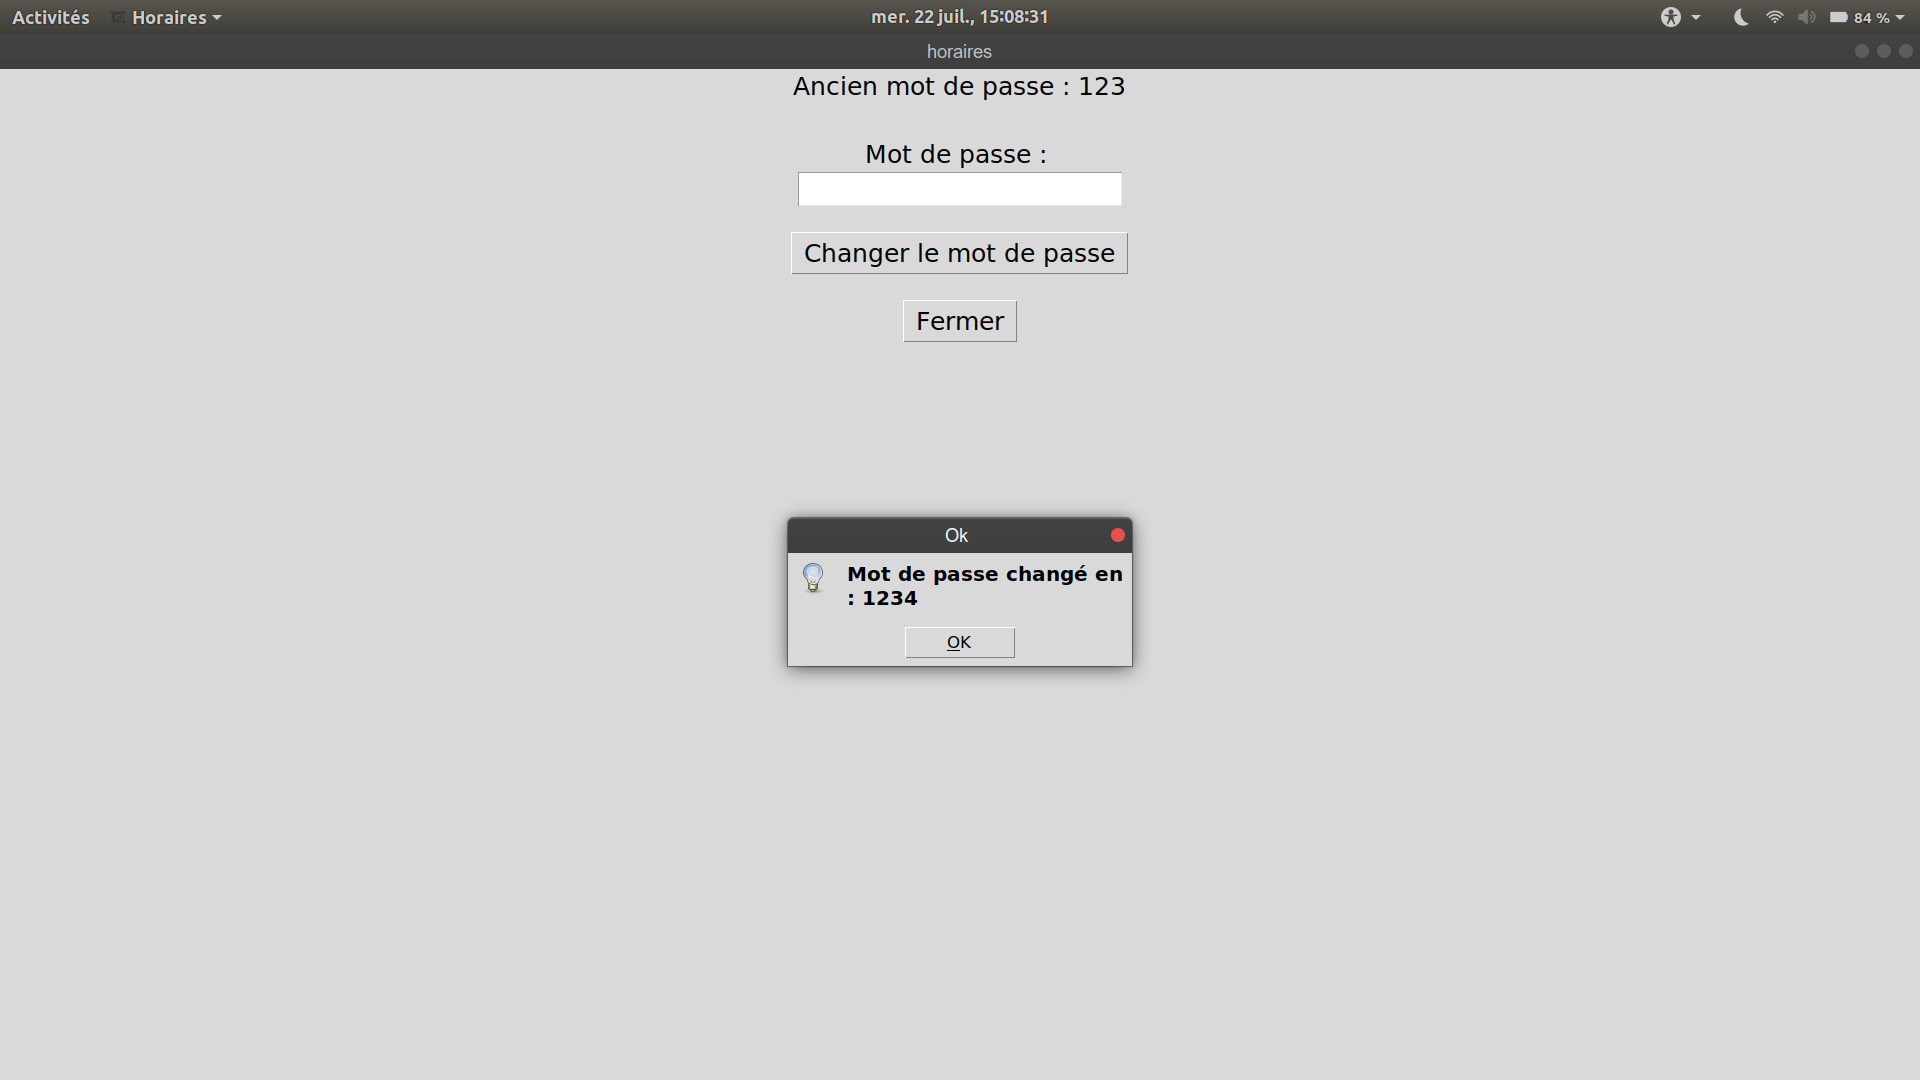 Activités
Horaires
mer. 22 juil., 15:08:31
84 %
horaires
Ancien mot de passe : 123
Mot de passe :
Changer le mot de passe
Fermer
Ok
Mot de passe changé en
: 1234
OK